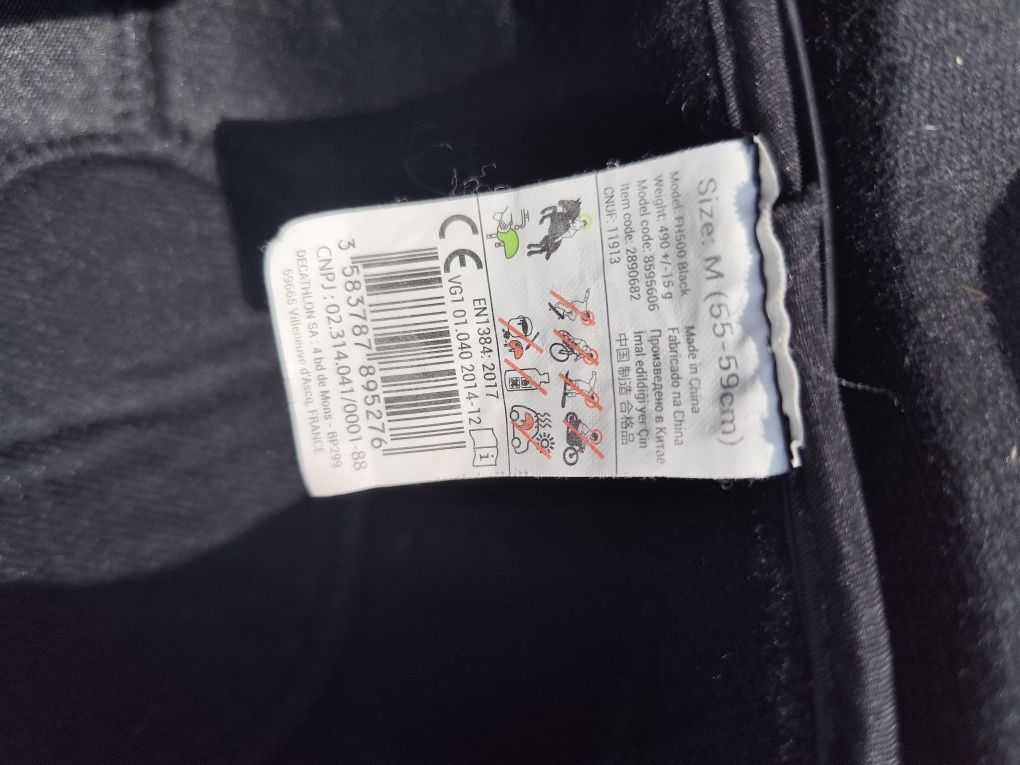 Size: M (55-59cm)
Model: FH500 Black
Weight: 490 +/-15 g
Model code: 8595606
Item code: 2890682
CNUF: 11913
Made in China
Fabricado na China
Произведено в Китае
İmal edildiği yer Çin
中国 制造 合格品
CE
EN1384: 2017
VG1 01.040 2014-12
i
3 583787 895276
CNPJ : 02.314.041/0001-88
DECATHLON SA : 4 bd de Mons - BP299
59665 Villeneuve d'Ascq, FRANCE